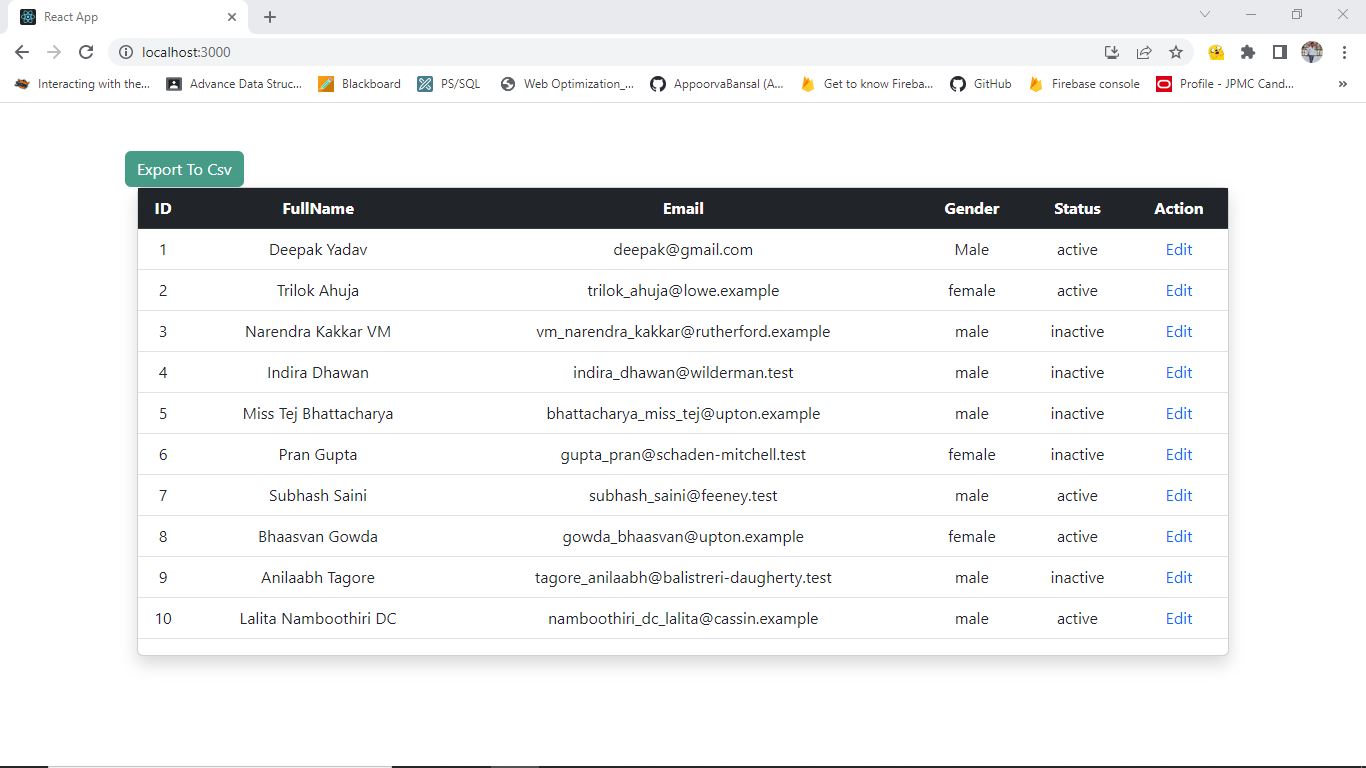 React App
localhost:3000
Interacting with the... Advance Data Struc... Blackboard PS/SQL Web Optimization_... AppoorvaBansal (A... Get to know Fireba... GitHub Firebase console Profile - JPMC Cand... »
Export To Csv
ID FullName Email Gender Status Action
1 Deepak Yadav deepak@gmail.com Male active Edit
2 Trilok Ahuja trilok_ahuja@lowe.example female active Edit
3 Narendra Kakkar VM vm_narendra_kakkar@rutherford.example male inactive Edit
4 Indira Dhawan indira_dhawan@wilderman.test male inactive Edit
5 Miss Tej Bhattacharya bhattacharya_miss_tej@upton.example male inactive Edit
6 Pran Gupta gupta_pran@schaden-mitchell.test female inactive Edit
7 Subhash Saini subhash_saini@feeney.test male active Edit
8 Bhaasvan Gowda gowda_bhaasvan@upton.example female active Edit
9 Anilaabh Tagore tagore_anilaabh@balistreri-daugherty.test male inactive Edit
10 Lalita Namboothiri DC namboothiri_dc_lalita@cassin.example male active Edit